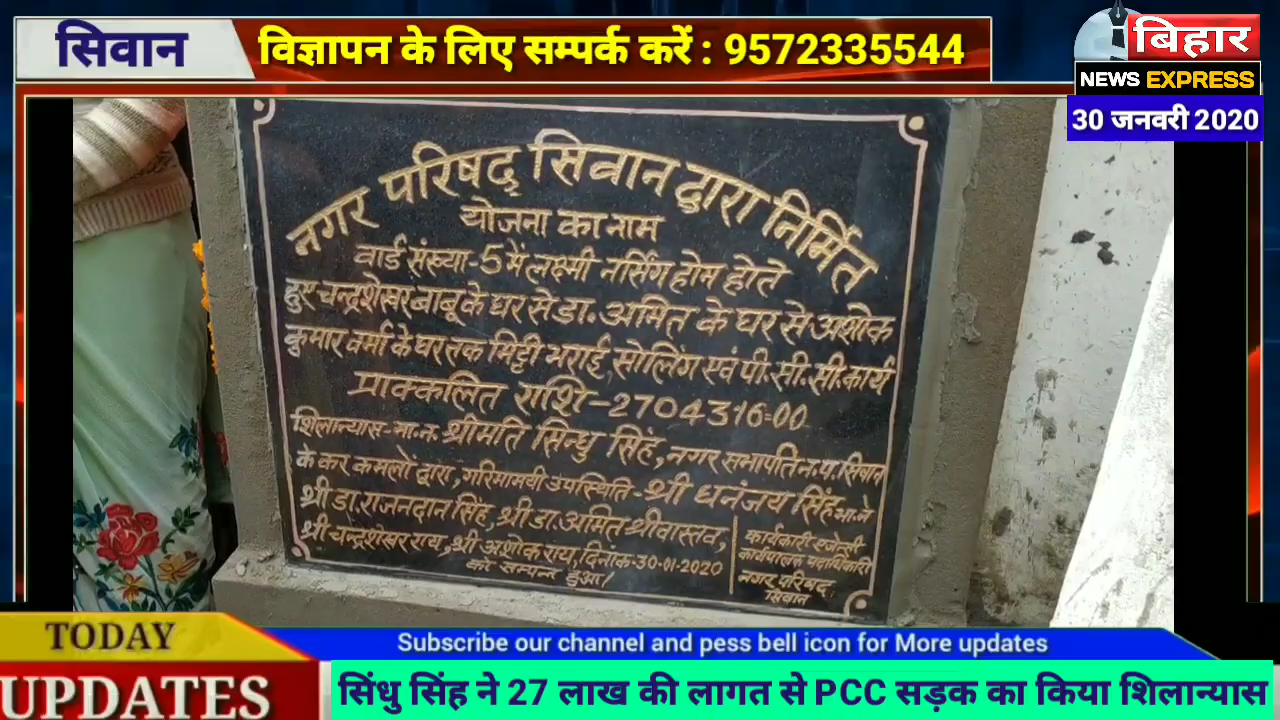 सिवान
विज्ञापन के लिए सम्पर्क करें : 9572335544
बिहार
NEWS EXPRESS
30 जनवरी 2020
नगर परिषद् सिवान द्वारा निर्मित
योजना का नाम
वार्ड संख्या-5 में लक्ष्मी नर्सिंग होम होते
हुए चन्द्रशेखर बाबू के घर से डा. अमित के घर से अशोक
कुमार वर्मा के घर तक मिट्टी भराई, सोलिंग एवं पी.सी.सी. कार्य
प्राक्कलित राशि-2704316=00
शिलान्यास-मा.न. श्रीमति सिन्धु सिंह, नगर सभापति न.प. सिवान
के कर कमलों द्वारा, गरिमामयी उपस्थिति-श्री धनंजय सिंह भा.ज.
श्री डा. राजनदान सिंह, श्री डा. अमित श्रीवास्तव,
श्री चन्द्रशेखर राय, श्री अशोक राय, दिनांक-30-01-2020
को सम्पन्न हुआ।
कार्यकारी एजेन्सी
कार्यपालक पदाधिकारी
नगर परिषद्
सिवान
TODAY
UPDATES
Subscribe our channel and pess bell icon for More updates
सिंधु सिंह ने 27 लाख की लागत से PCC सड़क का किया शिलान्यास